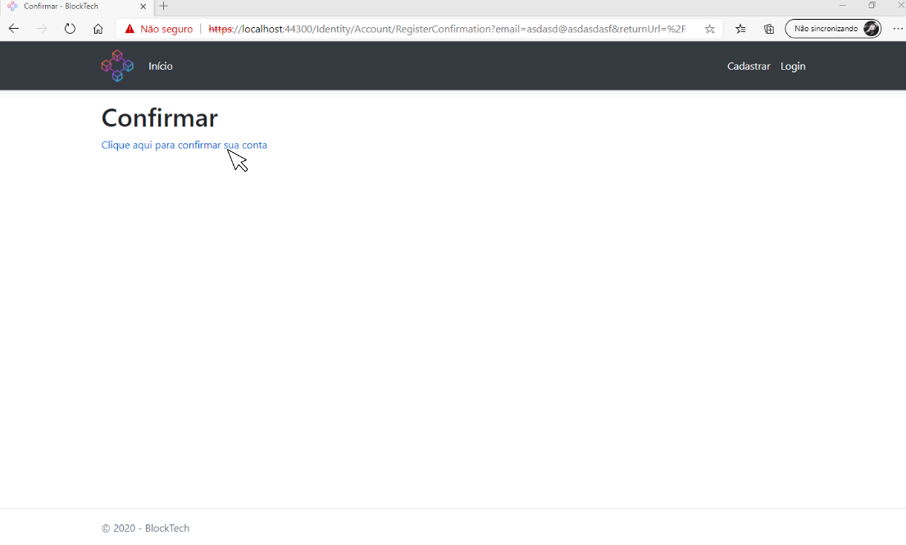 Confirmar - BlockTech
Não seguro
https://localhost:44300/Identity/Account/RegisterConfirmation?email=asdasd@asdasdasf&returnUrl=%2F
Não sincronizando
Início
Cadastrar
Login
Confirmar
Clique aqui para confirmar sua conta
© 2020 - BlockTech